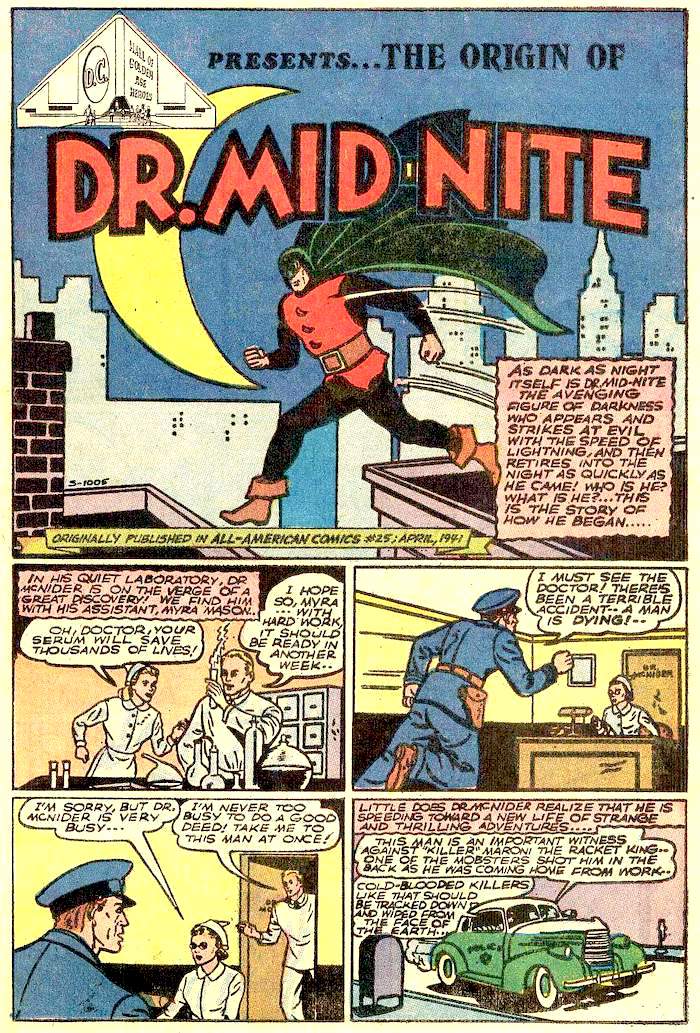 D.C.
HALL OF
GOLDEN
AGE
HEROES
PRESENTS...THE ORIGIN OF
DR. MID-NITE
AS DARK AS NIGHT
ITSELF IS DR. MID-NITE
THE AVENGING
FIGURE OF DARKNESS
WHO APPEARS AND
STRIKES AT EVIL
WITH THE SPEED OF
LIGHTNING, AND THEN
RETIRES INTO THE
NIGHT AS QUICKLY AS
HE CAME! WHO IS HE?
WHAT IS HE?...THIS
IS THE STORY OF
HOW HE BEGAN.....
S-1005
ORIGINALLY PUBLISHED IN ALL-AMERICAN COMICS #25; APRIL, 1941
IN HIS QUIET LABORATORY, DR.
MCNIDER IS ON THE VERGE OF A
GREAT DISCOVERY. WE FIND HIM
WITH HIS ASSISTANT, MYRA MASON..
OH, DOCTOR, YOUR
SERUM WILL SAVE
THOUSANDS OF LIVES!
I HOPE
SO, MYRA
... WITH
HARD WORK,
IT SHOULD
BE READY IN
ANOTHER
WEEK--
I MUST SEE THE
DOCTOR! THERE'S
BEEN A TERRIBLE
ACCIDENT-- A MAN
IS DYING!--
DR.
MCNIDER
I'M SORRY, BUT DR.
MCNIDER IS VERY
BUSY---
I'M NEVER TOO
BUSY TO DO A GOOD
DEED! TAKE ME TO
THIS MAN AT ONCE!
LITTLE DOES DR. MCNIDER REALIZE THAT HE IS
SPEEDING TOWARD A NEW LIFE OF STRANGE
AND THRILLING ADVENTURES....
THIS MAN IS AN IMPORTANT WITNESS
AGAINST "KILLER" MARONI THE RACKET KING--
ONE OF THE MOBSTERS SHOT HIM IN THE
BACK AS HE WAS COMING HOME FROM WORK--
COLD-BLOODED KILLERS
LIKE THAT SHOULD
BE TRACKED DOWN
AND WIPED FROM
THE FACE OF
THE EARTH...
POLICE